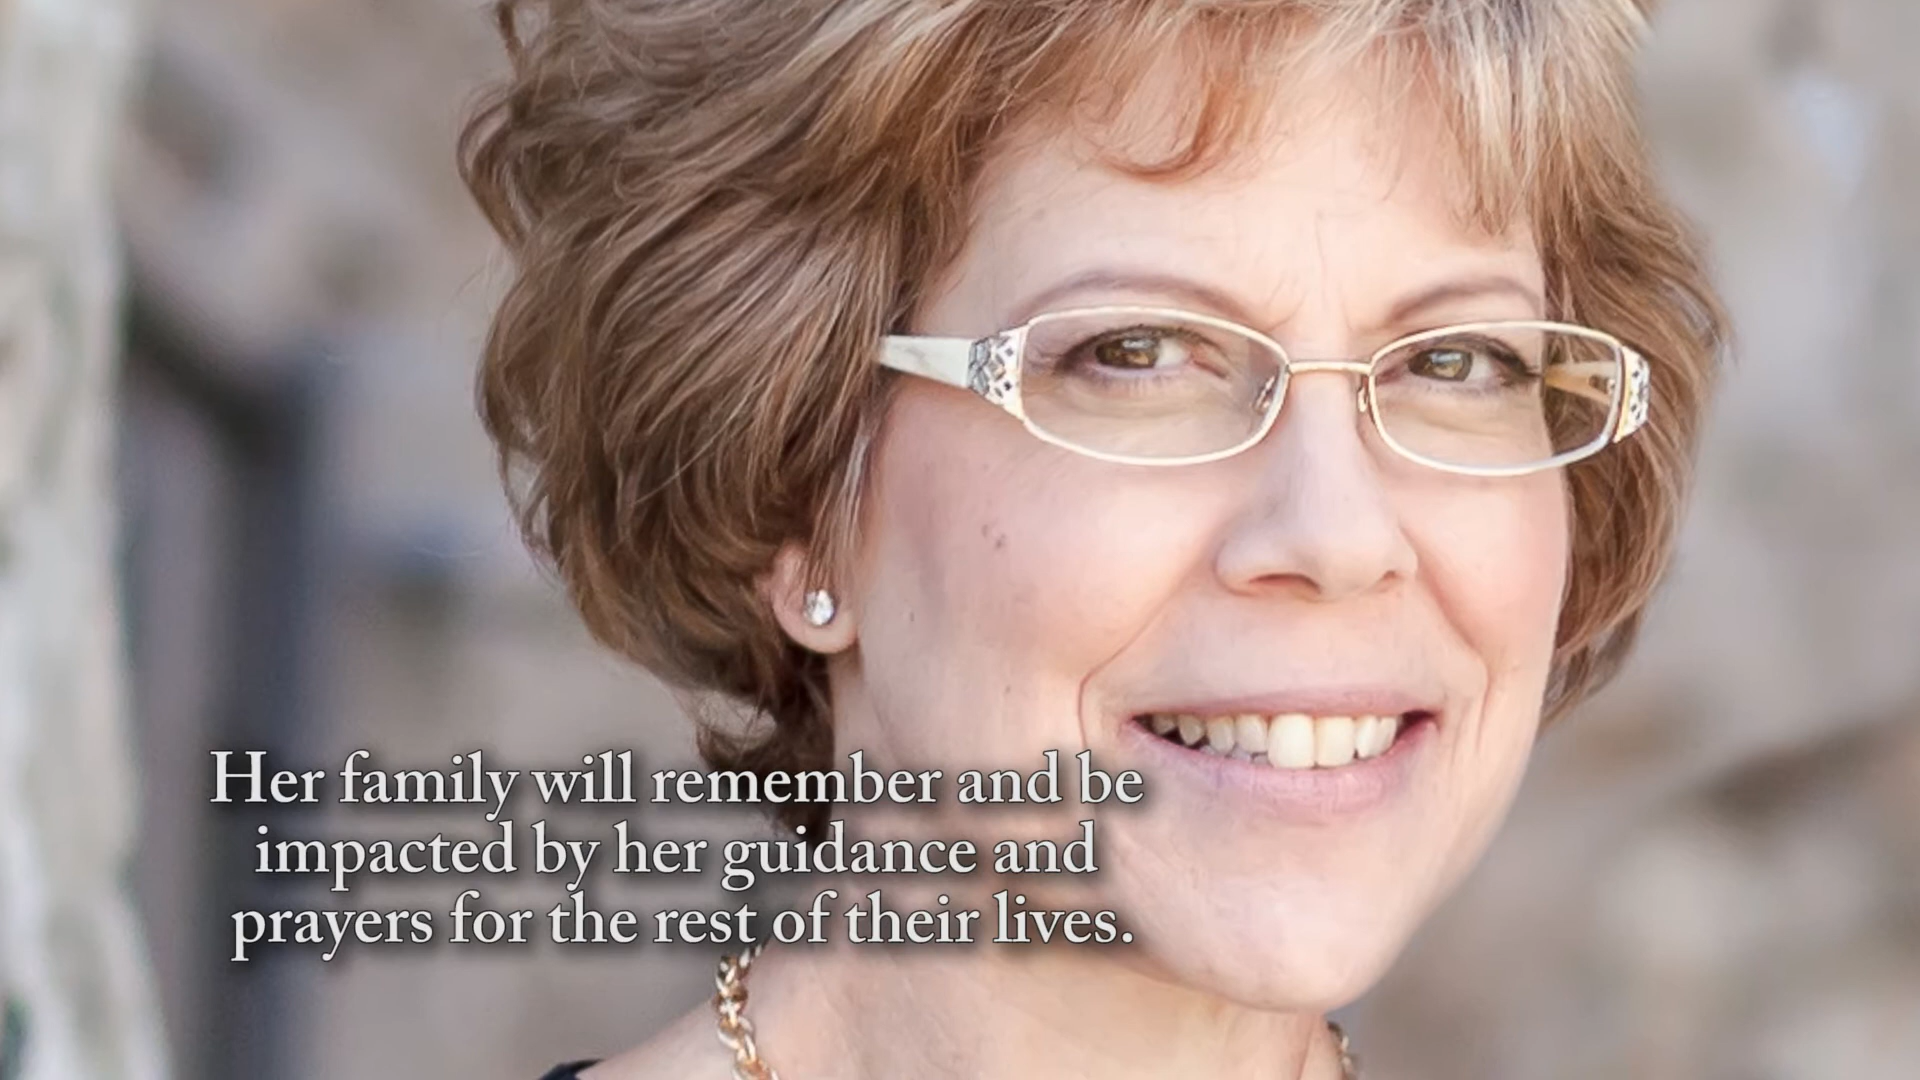 Her family will remember and be
impacted by her guidance and
prayers for the rest of their lives.